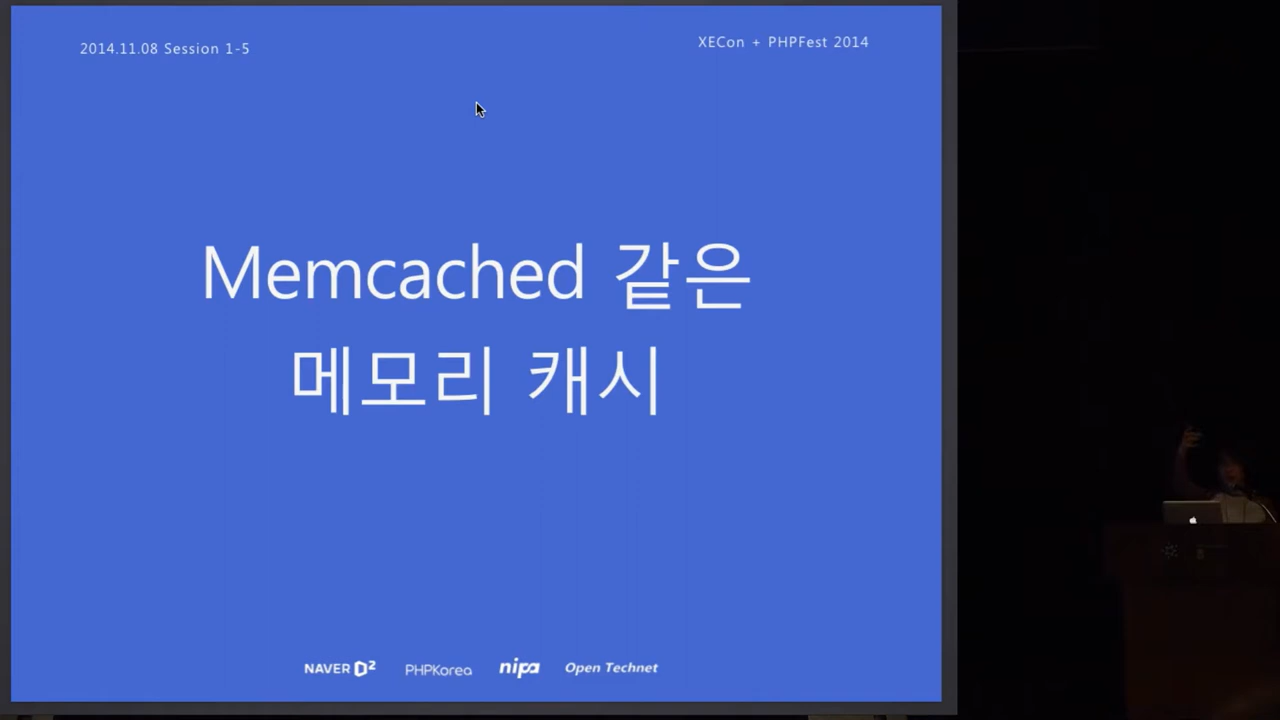 2014.11.08 Session 1-5
XECon + PHPFest 2014
Memcached 같은
메모리 캐시
NAVER D2
PHPKorea
nipa
Open Technet